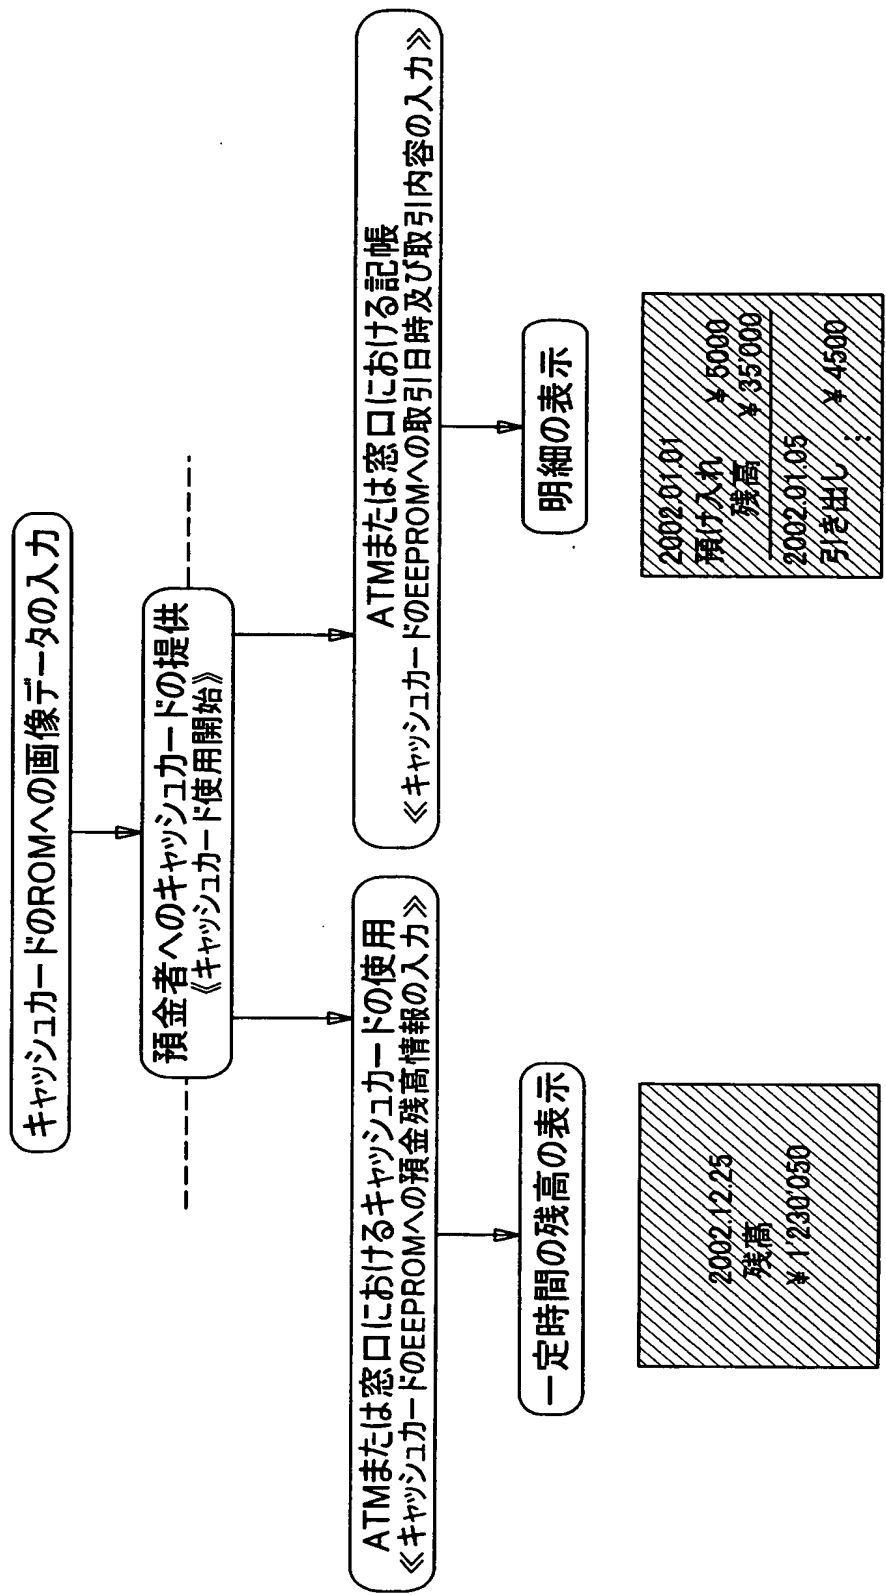 キャッシュカードのROMへの画像データの入力
預金者へのキャッシュカードの提供
《キャッシュカード使用開始》
ATMまたは窓口におけるキャッシュカードの使用
《キャッシュカードのEEPROMへの預金残高情報の入力》
一定時間の残高の表示
2002.12.25
残高
¥1'230'050
ATMまたは窓口における記帳
《キャッシュカードのEEPROMへの取引日時及び取引内容の入力》
明細の表示
2002.01.01
預け入れ ¥5000
残高 ¥35'000
2002.01.05
引き出し ¥4500
: